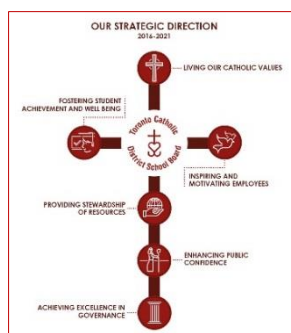 OUR STRATEGIC DIRECTION
2016-2021
LIVING OUR CATHOLIC VALUES
FOSTERING STUDENT
ACHIEVEMENT AND WELL BEING
Toronto Catholic
District School Board
INSPIRING AND
MOTIVATING EMPLOYEES
PROVIDING STEWARDSHIP
OF RESOURCES
ENHANCING PUBLIC
CONFIDENCE
ACHIEVING EXCELLENCE IN
GOVERNANCE